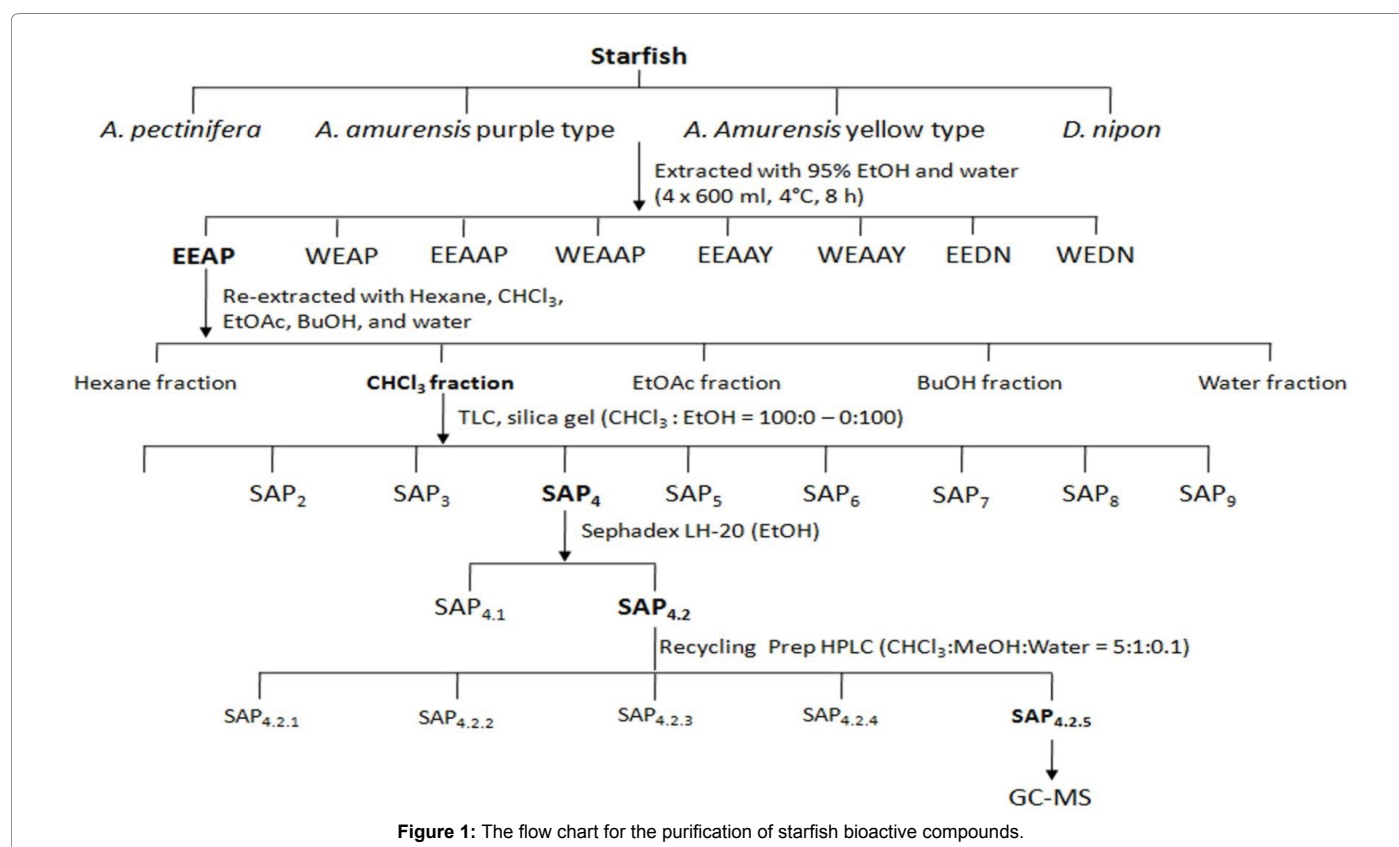 Starfish
A. pectinifera A. amurensis purple type A. Amurensis yellow type D. nipon
Extracted with 95% EtOH and water
(4 x 600 ml, 4°C, 8 h)
EEAP WEAP EEAAP WEAAP EEAAY WEAAY EEDN WEDN
Re-extracted with Hexane, CHCl₃,
EtOAc, BuOH, and water
Hexane fraction CHCl₃ fraction EtOAc fraction BuOH fraction Water fraction
TLC, silica gel (CHCl₃ : EtOH = 100:0 – 0:100)
SAP₂ SAP₃ SAP₄ SAP₅ SAP₆ SAP₇ SAP₈ SAP₉
Sephadex LH-20 (EtOH)
SAP₄.₁ SAP₄.₂
Recycling Prep HPLC (CHCl₃:MeOH:Water = 5:1:0.1)
SAP₄.₂.₁ SAP₄.₂.₂ SAP₄.₂.₃ SAP₄.₂.₄ SAP₄.₂.₅
GC-MS
Figure 1: The flow chart for the purification of starfish bioactive compounds.